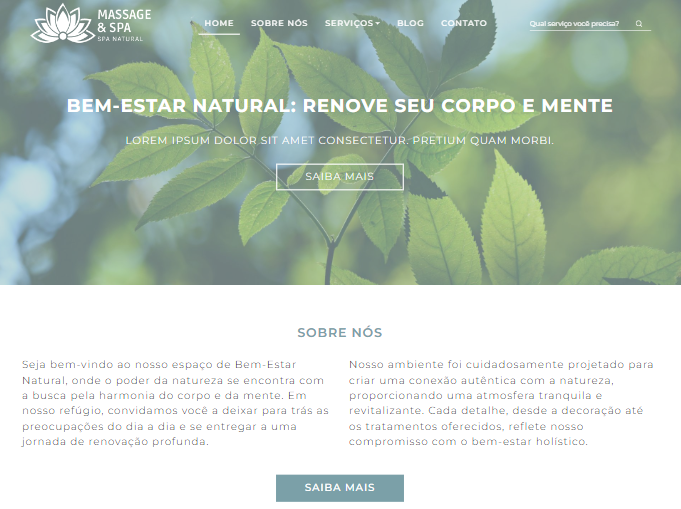 MASSAGE
& SPA
SPA NATURAL
HOME SOBRE NÓS SERVIÇOS BLOG CONTATO
Qual serviço você precisa?
BEM-ESTAR NATURAL: RENOVE SEU CORPO E MENTE
LOREM IPSUM DOLOR SIT AMET CONSECTETUR. PRETIUM QUAM MORBI.
SAIBA MAIS
SOBRE NÓS
Seja bem-vindo ao nosso espaço de Bem-Estar
Natural, onde o poder da natureza se encontra com
a busca pela harmonia do corpo e da mente. Em
nosso refúgio, convidamos você a deixar para trás as
preocupações do dia a dia e se entregar a uma
jornada de renovação profunda.
Nosso ambiente foi cuidadosamente projetado para
criar uma conexão autêntica com a natureza,
proporcionando uma atmosfera tranquila e
revitalizante. Cada detalhe, desde a decoração até
os tratamentos oferecidos, reflete nosso
compromisso com o bem-estar holístico.
SAIBA MAIS